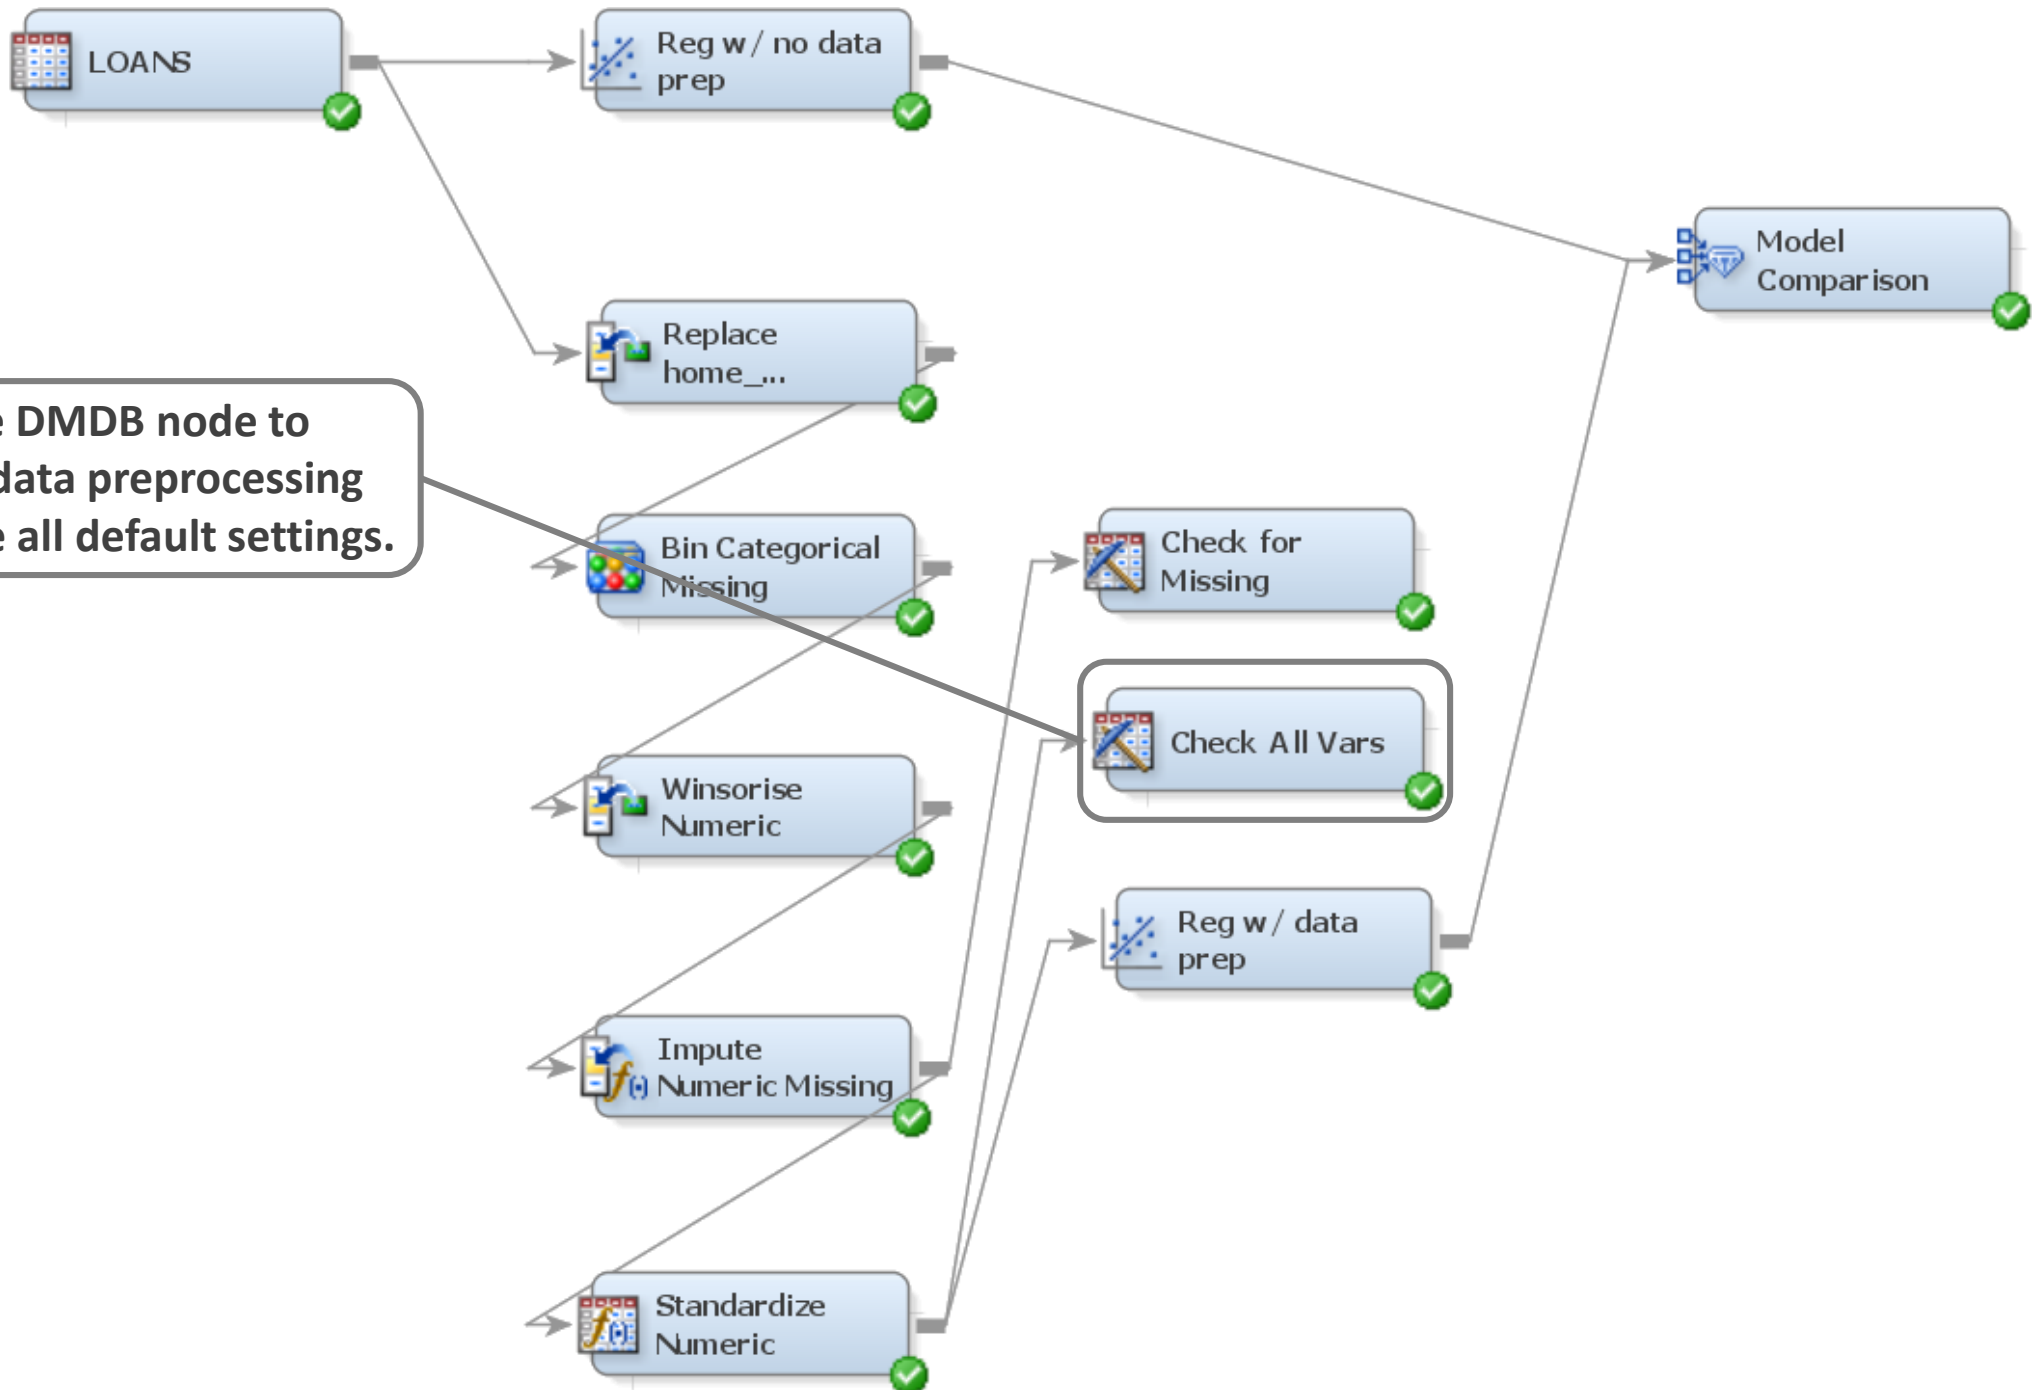 LOANS
Reg w/ no data
prep
Model
Comparison
Replace
home_...
DMDB node to
data preprocessing
all default settings.
Bin Categorical
Missing
Check for
Missing
Check All Vars
Winsorise
Numeric
Reg w/ data
prep
Impute
Numeric Missing
Standardize
Numeric